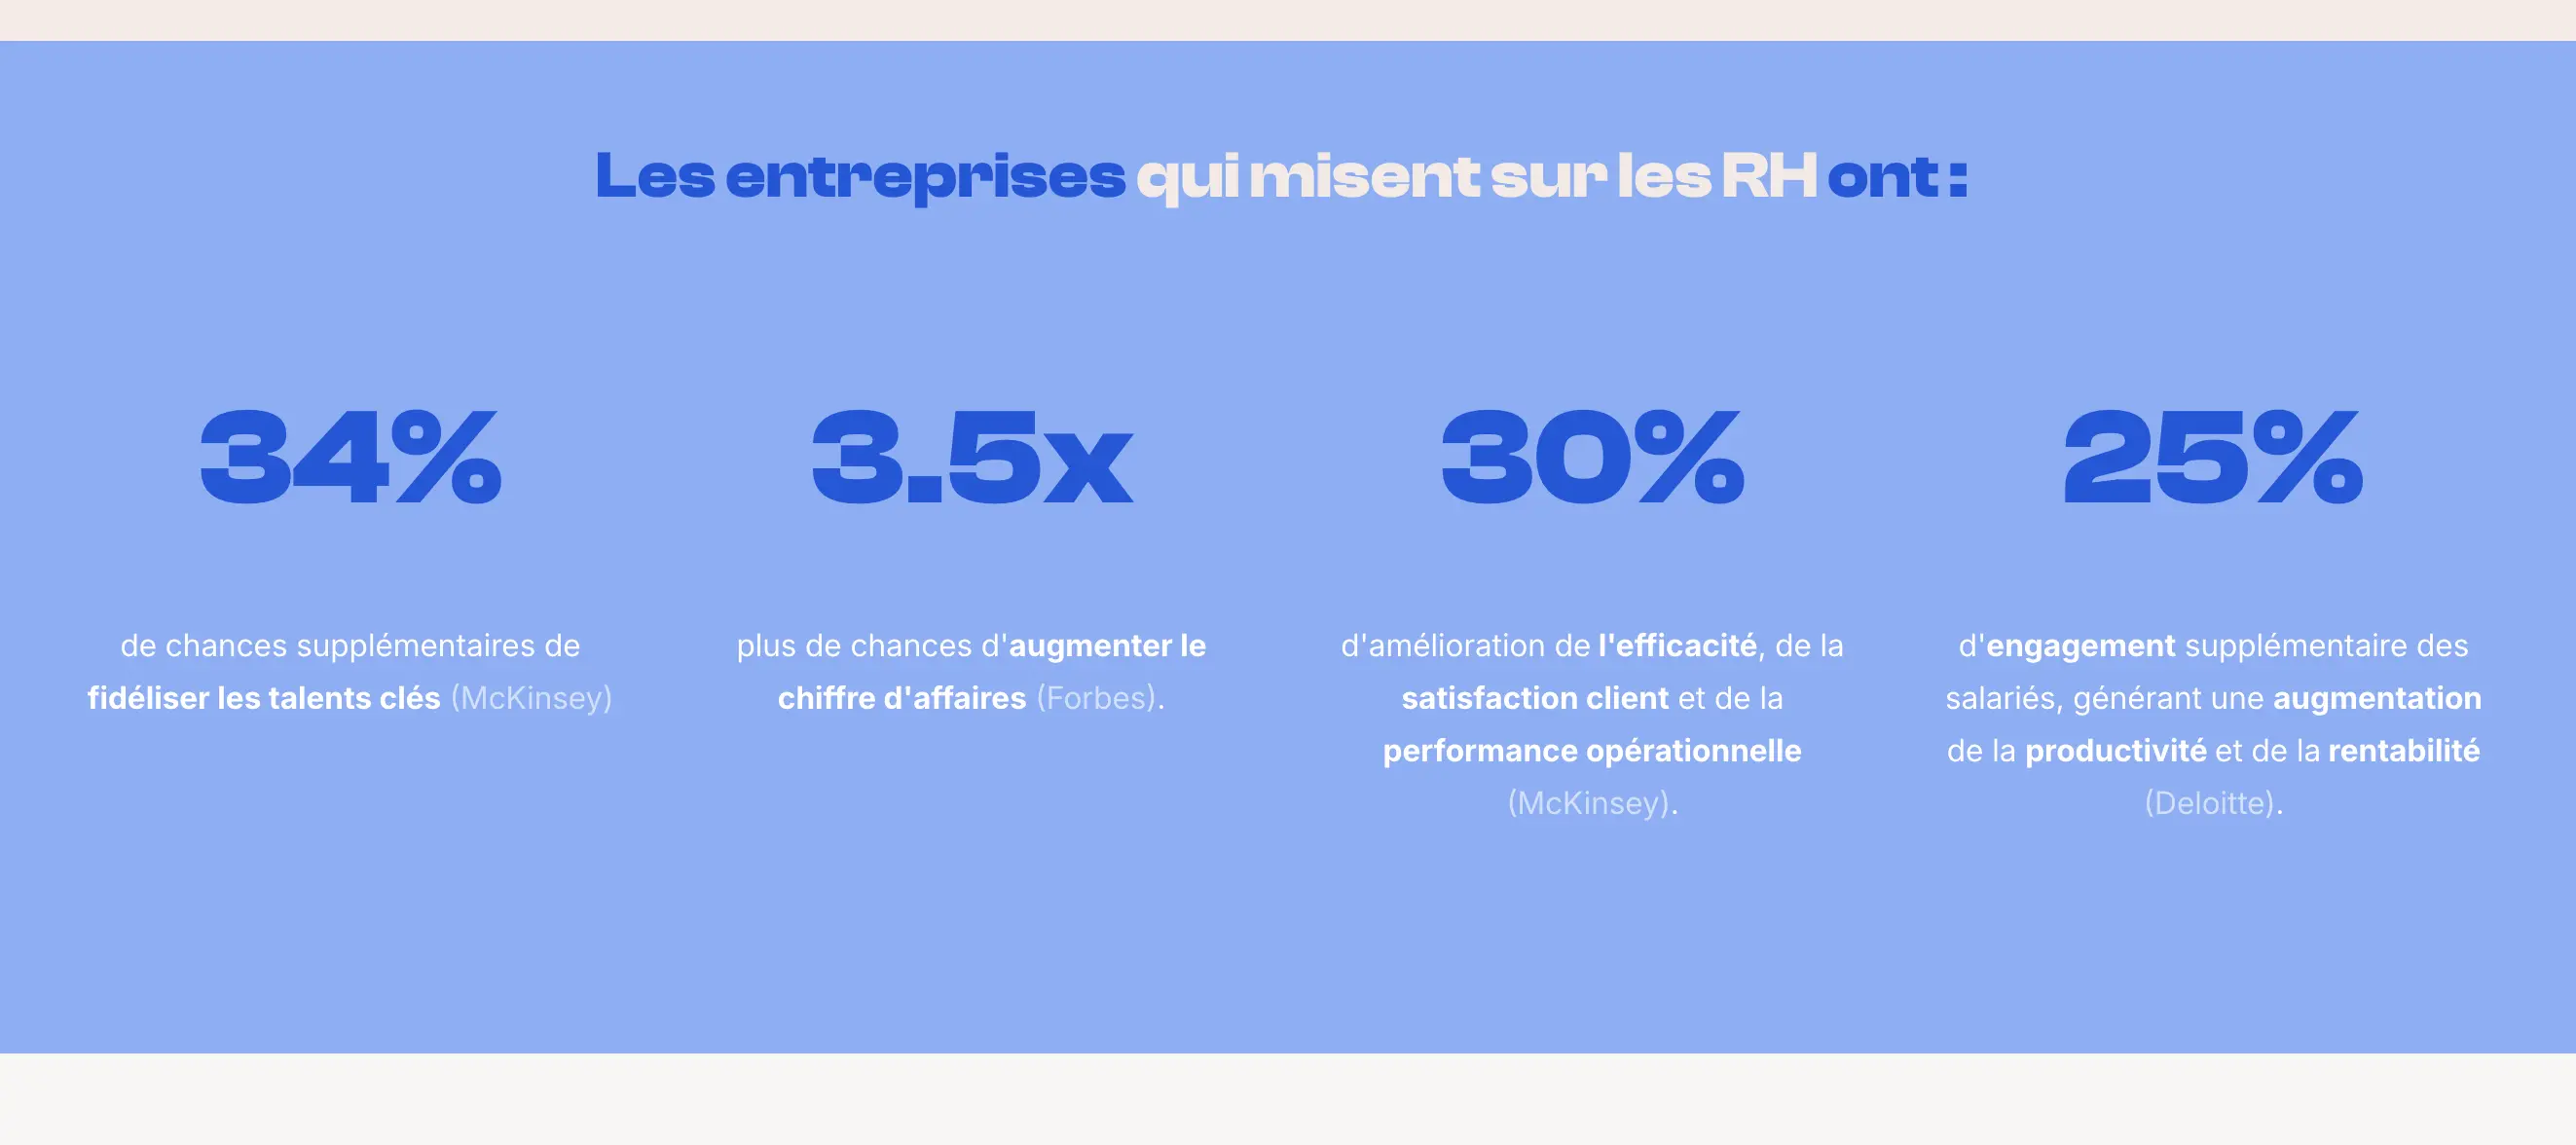 Les entreprises qui misent sur les RH ont :
34%
de chances supplémentaires de
fidéliser les talents clés (McKinsey)
3.5x
plus de chances d'augmenter le
chiffre d'affaires (Forbes).
30%
d'amélioration de l'efficacité, de la
satisfaction client et de la
performance opérationnelle
(McKinsey).
25%
d'engagement supplémentaire des
salariés, générant une augmentation
de la productivité et de la rentabilité
(Deloitte).